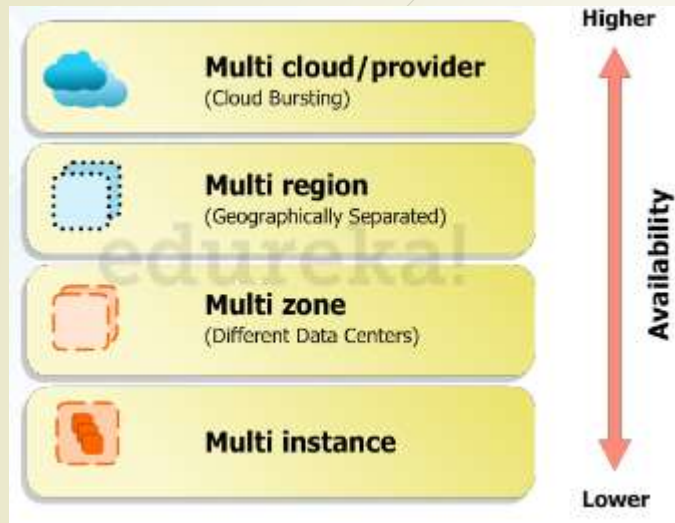 Higher
Multi cloud/provider
(Cloud Bursting)
Multi region
(Geographically Separated)
edureka!
Multi zone
(Different Data Centers)
Multi instance
Availability
Lower